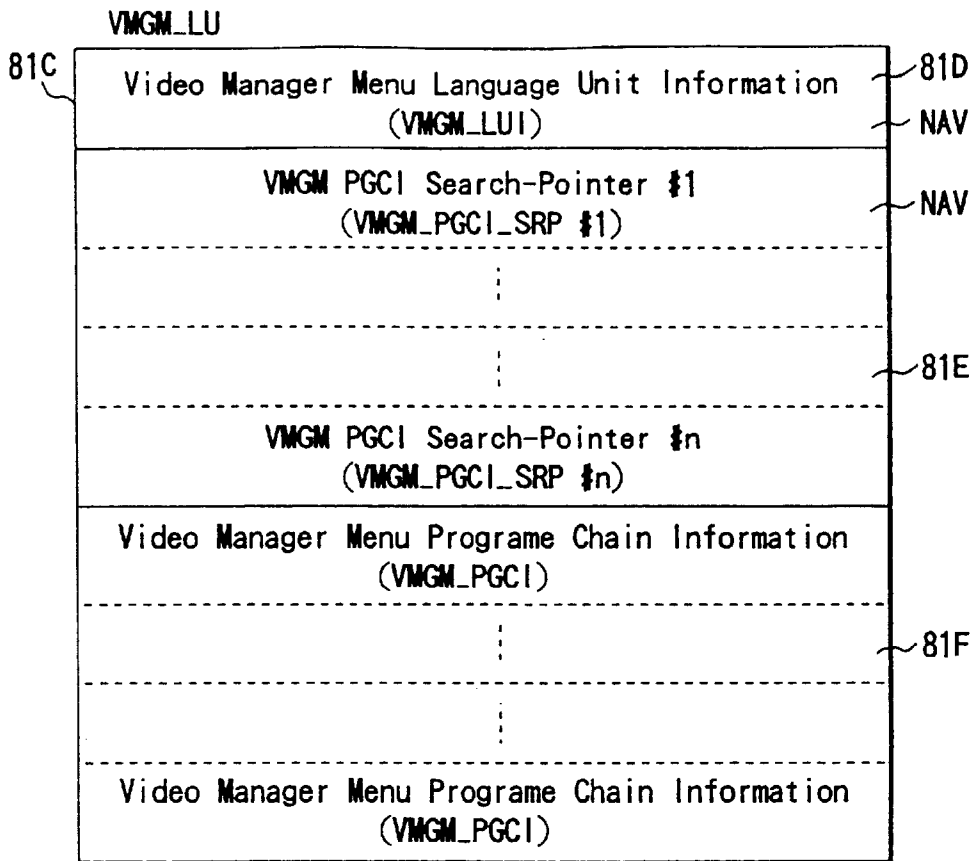 VMGM_LU
81C
Video Manager Menu Language Unit Information
(VMGM_LUI)
81D
NAV
VMGM PGCI Search-Pointer #1
(VMGM_PGCI_SRP #1)
NAV
81E
VMGM PGCI Search-Pointer #n
(VMGM_PGCI_SRP #n)
Video Manager Menu Programe Chain Information
(VMGM_PGCI)
81F
Video Manager Menu Programe Chain Information
(VMGM_PGCI)